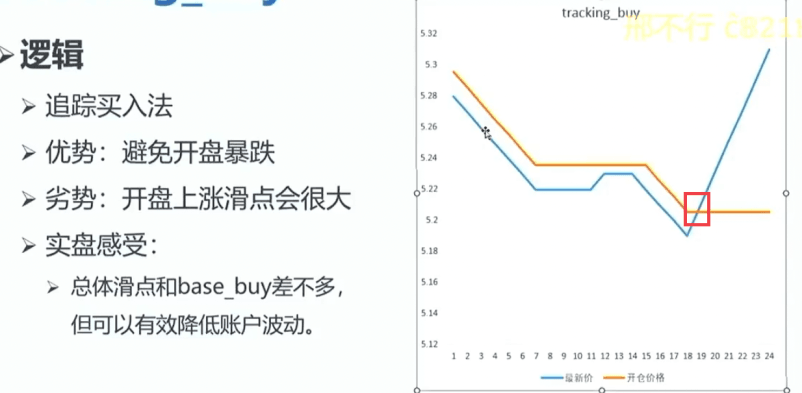 tracking_buy
逻辑
追踪买入法
优势：避免开盘暴跌
劣势：开盘上涨滑点会很大
实盘感受：
总体滑点和base_buy差不多，
但可以有效降低账户波动。
tracking_buy
邢不行
5.32
5.3
5.28
5.26
5.24
5.22
5.2
5.18
5.16
5.14
5.12
1 2 3 4 5 6 7 8 9 10 11 12 13 14 15 16 17 18 19 20 21 22 23 24
最新价 开仓价格